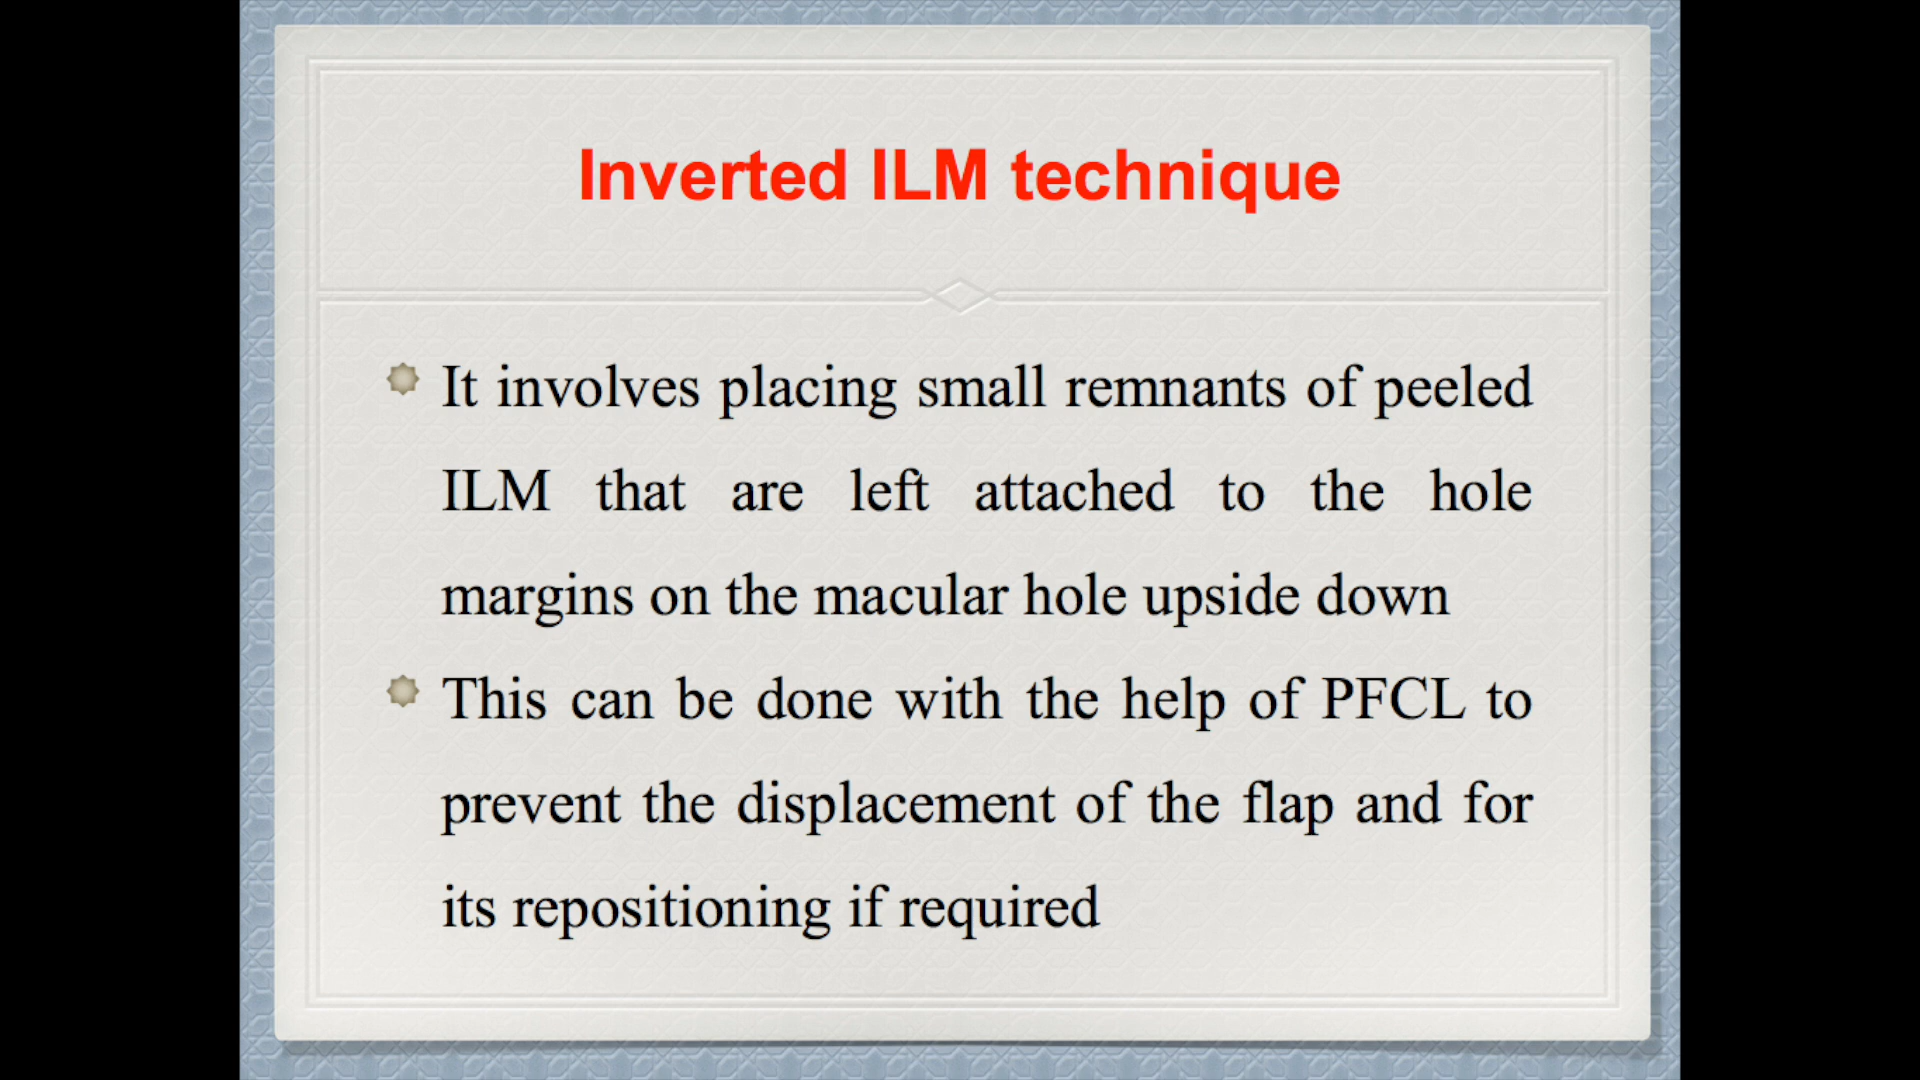 Inverted ILM technique
It involves placing small remnants of peeled
ILM that are left attached to the hole
margins on the macular hole upside down
This can be done with the help of PFCL to
prevent the displacement of the flap and for
its repositioning if required